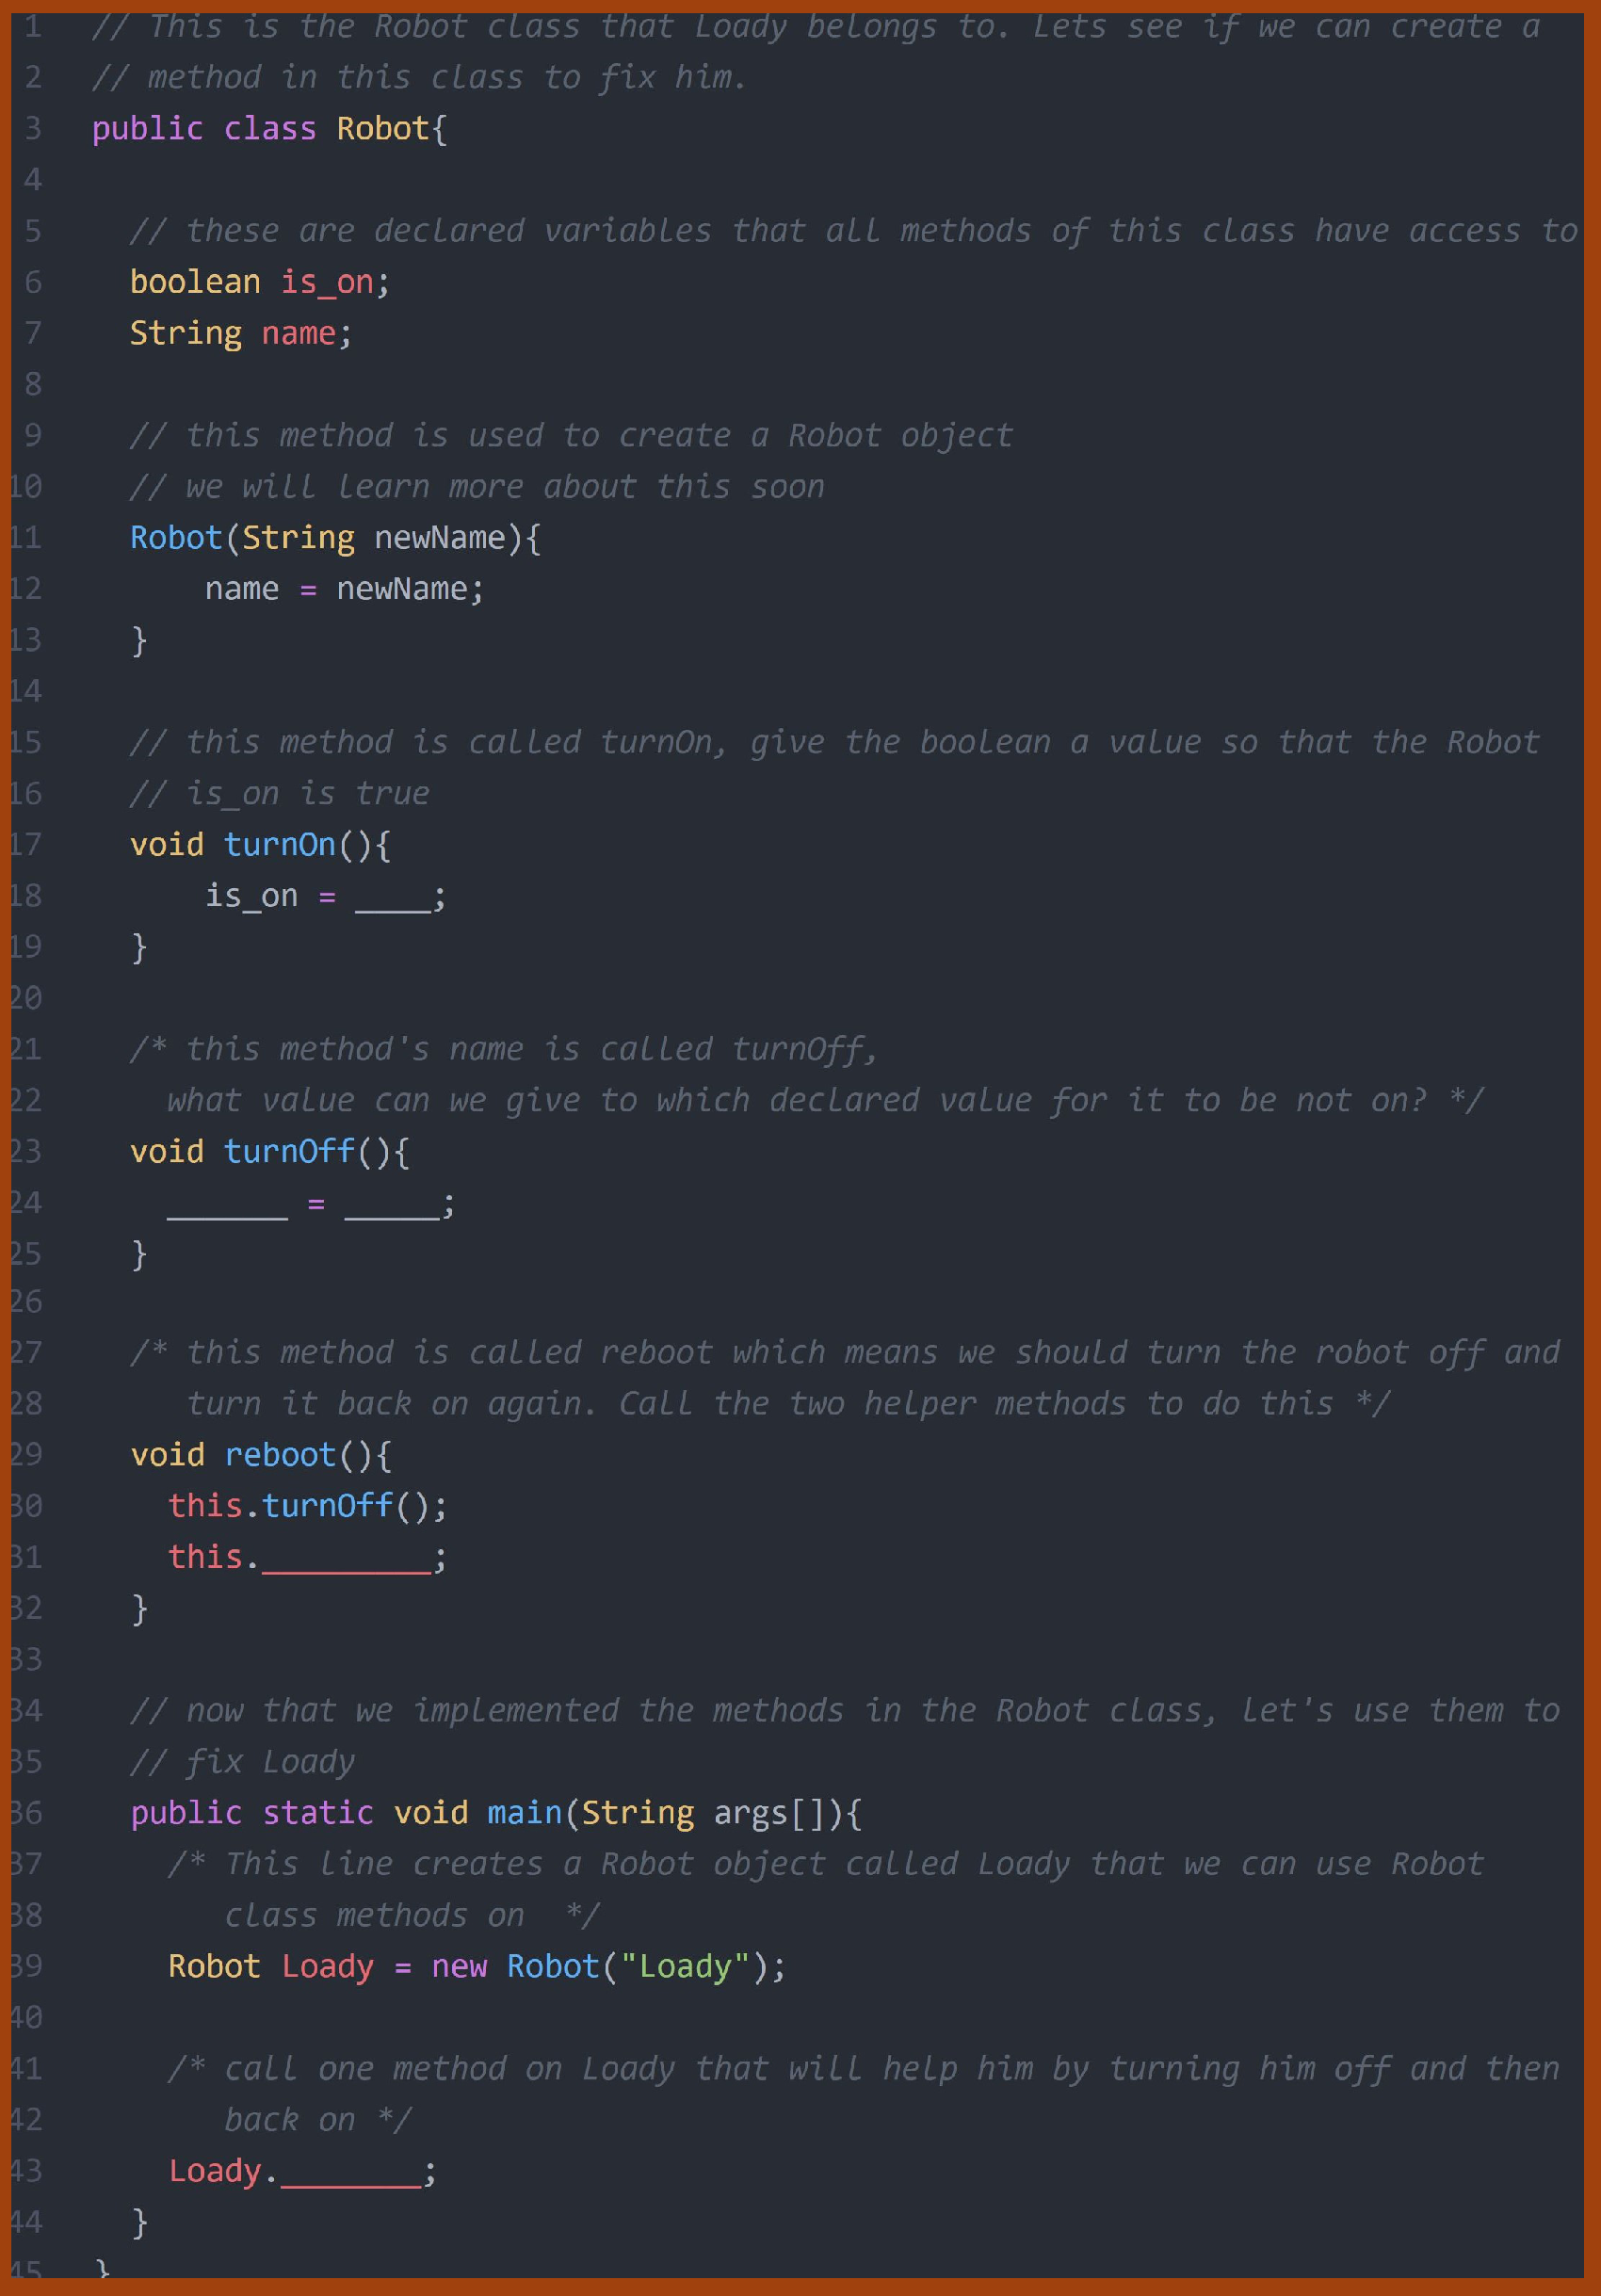 1 // This is the Robot class that Loady belongs to. Lets see if we can create a
2 // method in this class to fix him.
3 public class Robot{
4
5 // these are declared variables that all methods of this class have access to
6 boolean is_on;
7 String name;
8
9 // this method is used to create a Robot object
10 // we will learn more about this soon
11 Robot(String newName){
12 name = newName;
13 }
14
15 // this method is called turnOn, give the boolean a value so that the Robot
16 // is_on is true
17 void turnOn(){
18 is_on = ____;
19 }
20
21 /* this method's name is called turnOff,
22 what value can we give to which declared value for it to be not on? */
23 void turnOff(){
24 ______ = _____;
25 }
26
27 /* this method is called reboot which means we should turn the robot off and
28 turn it back on again. Call the two helper methods to do this */
29 void reboot(){
30 this.turnOff();
31 this._________;
32 }
33
34 // now that we implemented the methods in the Robot class, let's use them to
35 // fix Loady
36 public static void main(String args[]){
37 /* This line creates a Robot object called Loady that we can use Robot
38 class methods on */
39 Robot Loady = new Robot("Loady");
40
41 /* call one method on Loady that will help him by turning him off and then
42 back on */
43 Loady.________;
44 }
45 }